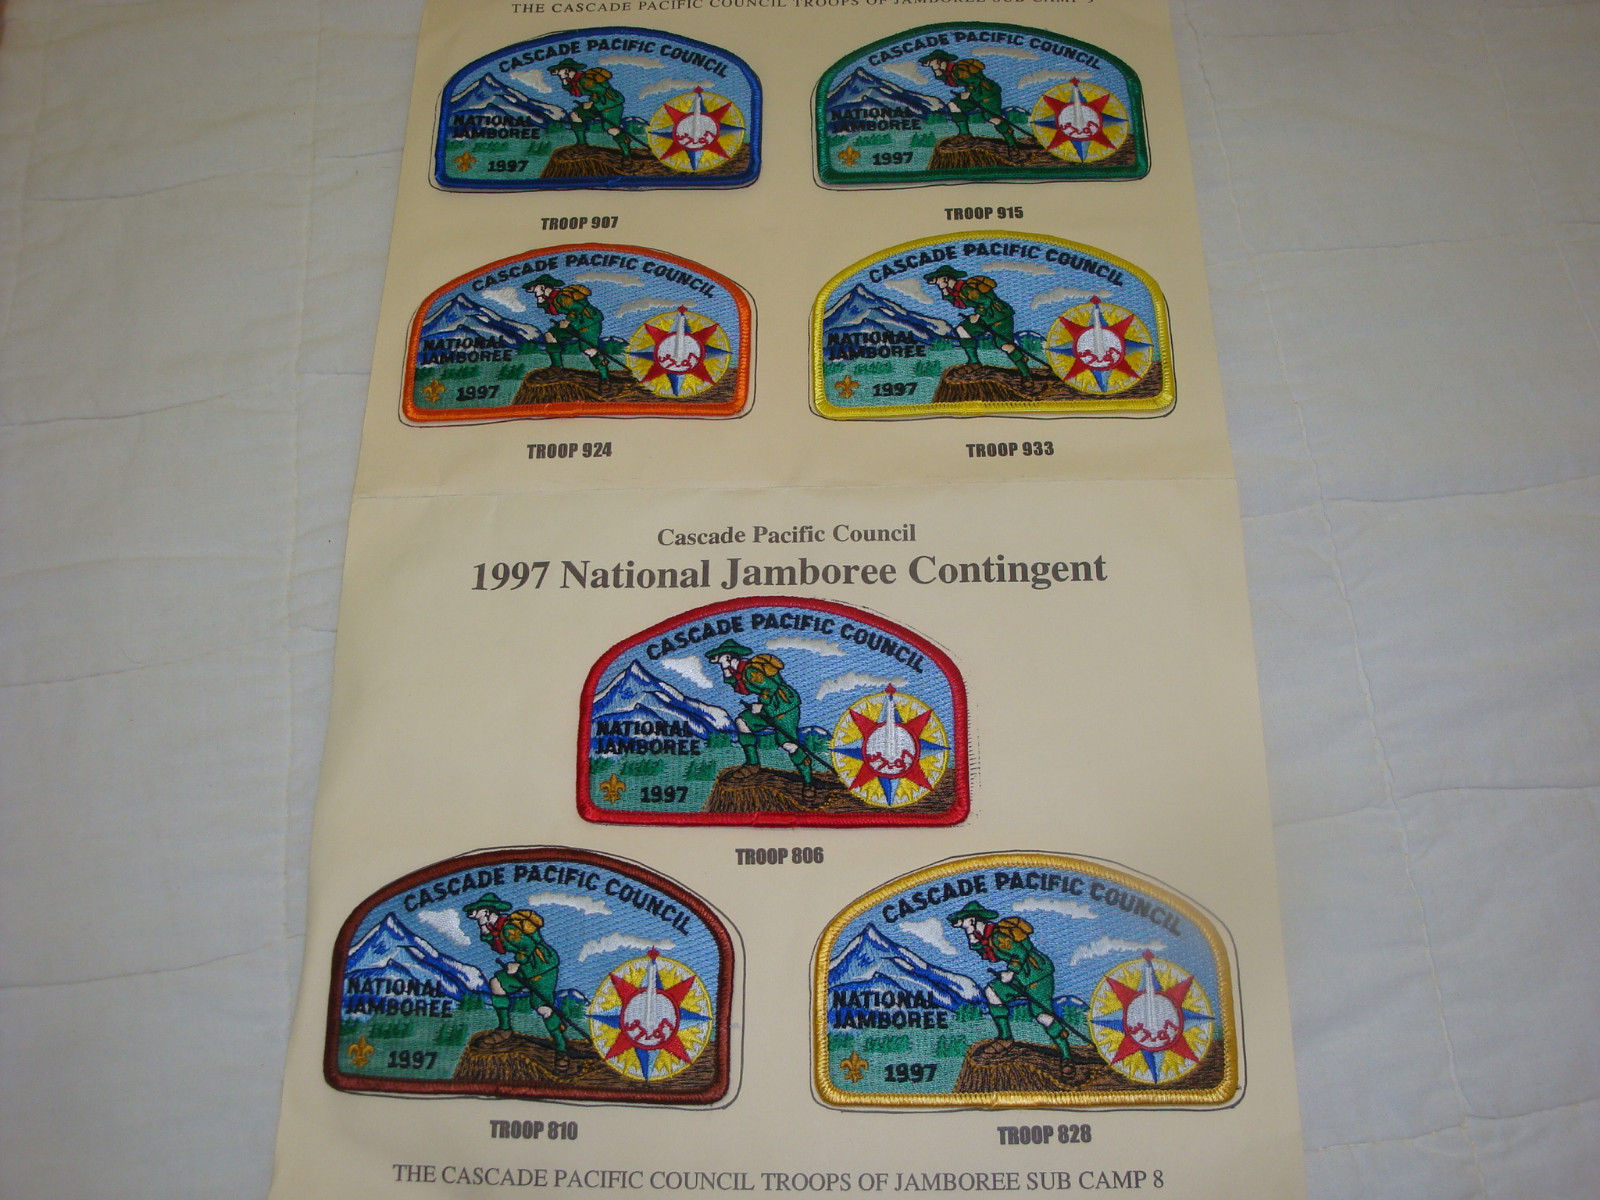 THE CASCADE PACIFIC COUNCIL TROOPS OF JAMBOREE SUB CAMP
CASCADE PACIFIC COUNCIL
NATIONAL
JAMBOREE
1997
TROOP 907
CASCADE PACIFIC COUNCIL
NATIONAL
JAMBOREE
1997
TROOP 915
CASCADE PACIFIC COUNCIL
NATIONAL
JAMBOREE
1997
TROOP 924
CASCADE PACIFIC COUNCIL
NATIONAL
JAMBOREE
1997
TROOP 933
Cascade Pacific Council
1997 National Jamboree Contingent
CASCADE PACIFIC COUNCIL
NATIONAL
JAMBOREE
1997
TROOP 806
CASCADE PACIFIC COUNCIL
NATIONAL
JAMBOREE
1997
TROOP 810
CASCADE PACIFIC COUNCIL
NATIONAL
JAMBOREE
1997
TROOP 828
THE CASCADE PACIFIC COUNCIL TROOPS OF JAMBOREE SUB CAMP 8